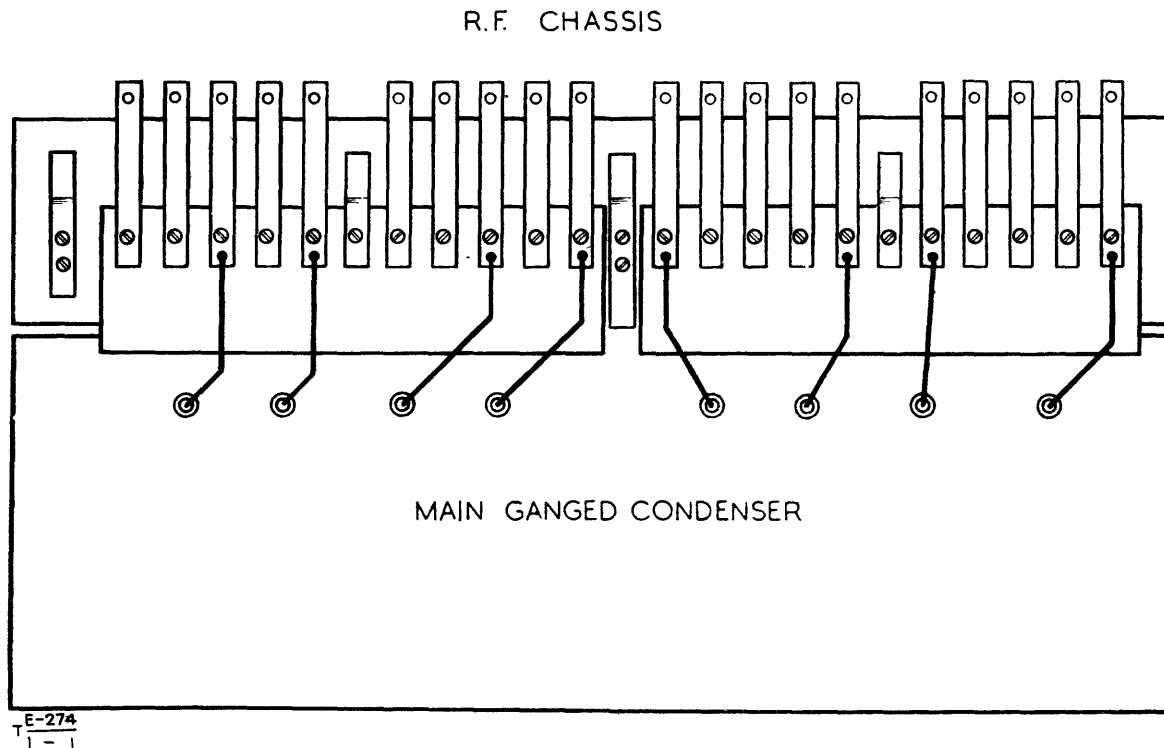 R.F. CHASSIS
MAIN GANGED CONDENSER
T E-274
1 - 1